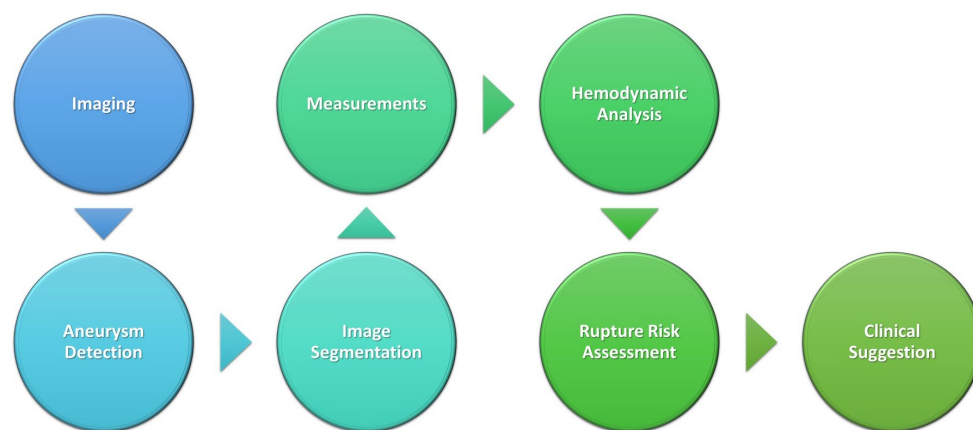 Imaging
Aneurysm
Detection
Image
Segmentation
Measurements
Hemodynamic
Analysis
Rupture Risk
Assessment
Clinical
Suggestion